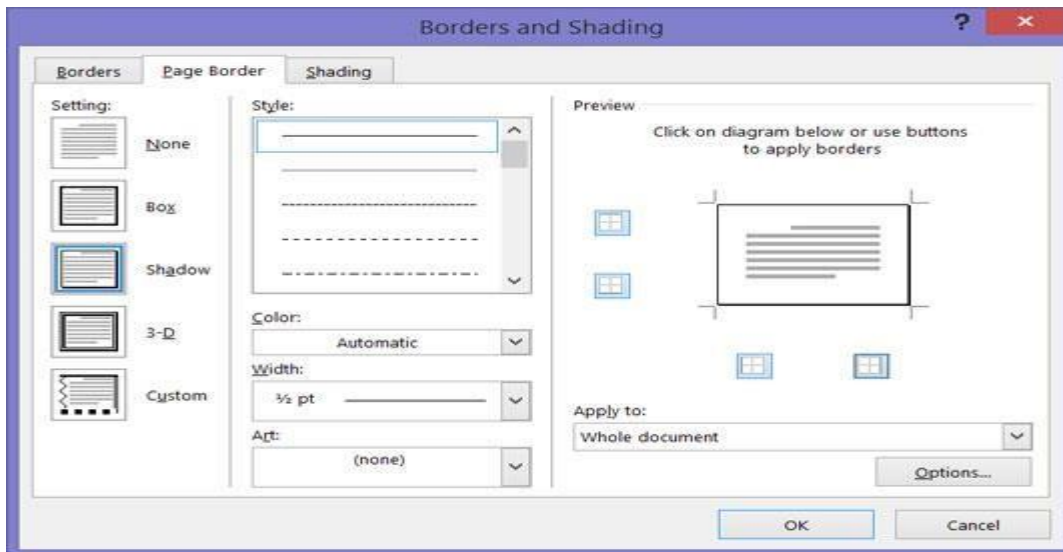 Borders and Shading
?
Borders
Page Border
Shading
Setting:
None
Box
Shadow
3-D
Custom
Style:
Color:
Automatic
Width:
½ pt
Art:
(none)
Preview
Click on diagram below or use buttons
to apply borders
Apply to:
Whole document
Options...
OK
Cancel